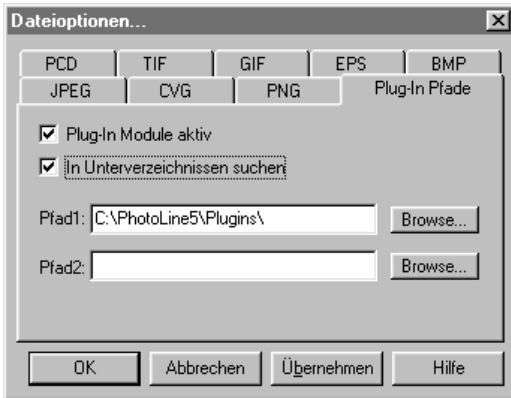 Dateioptionen...
PCD TIF GIF EPS BMP
JPEG CVG PNG Plug-In Pfade
Plug-In Module aktiv
In Unterverzeichnissen suchen
Pfad1: C:\PhotoLine5\Plugins\ Browse...
Pfad2: Browse...
OK Abbrechen Übernehmen Hilfe